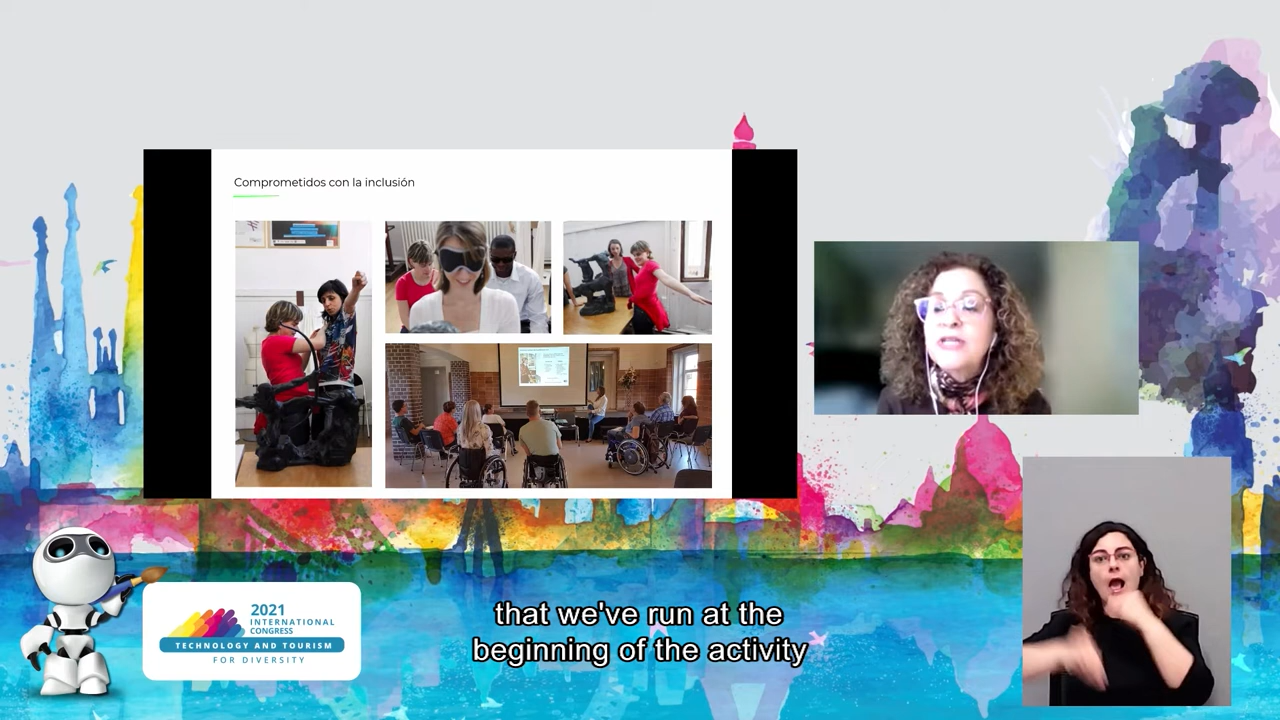 Comprometidos con la inclusión
2021
INTERNATIONAL
CONGRESS
TECHNOLOGY AND TOURISM
FOR DIVERSITY
that we've run at the
beginning of the activity